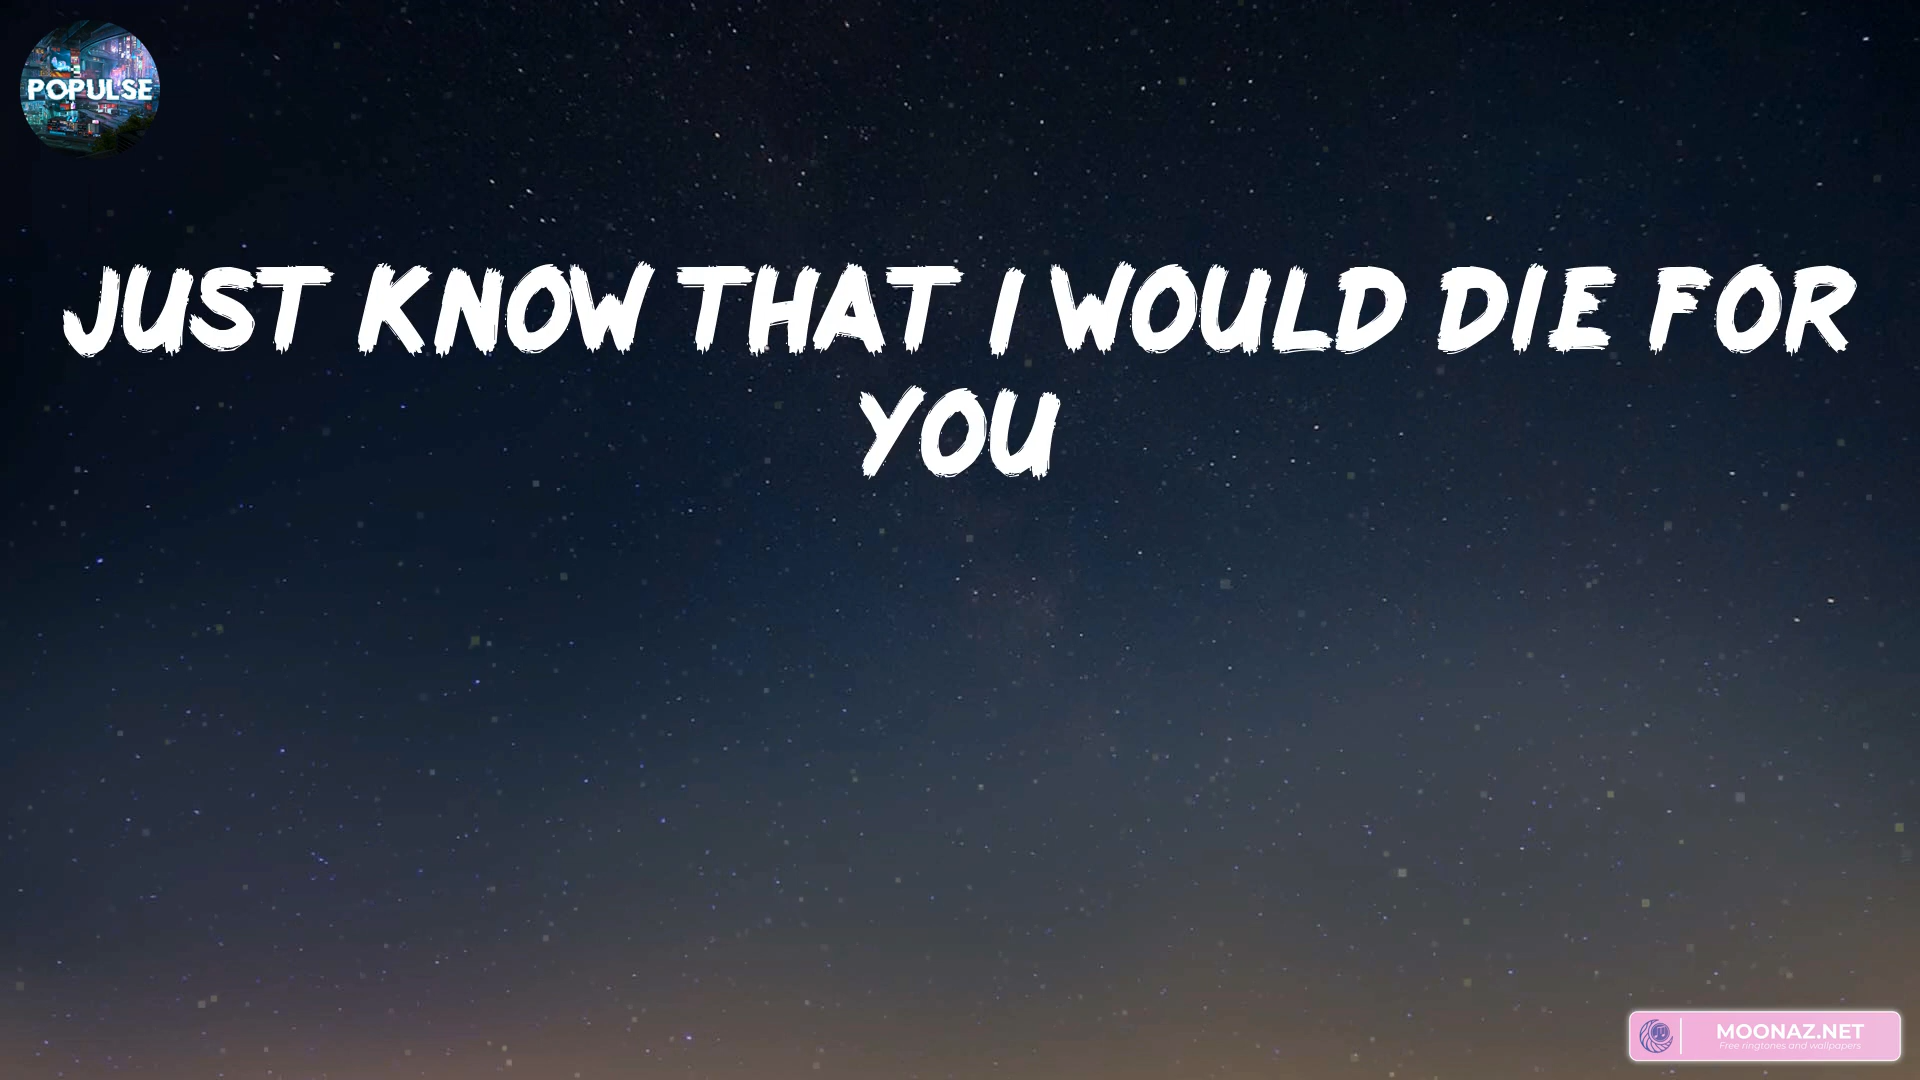 POPULSE
JUST KNOW THAT I WOULD DIE FOR
YOU
MOONAZ.NET
Free ringtones and wallpapers